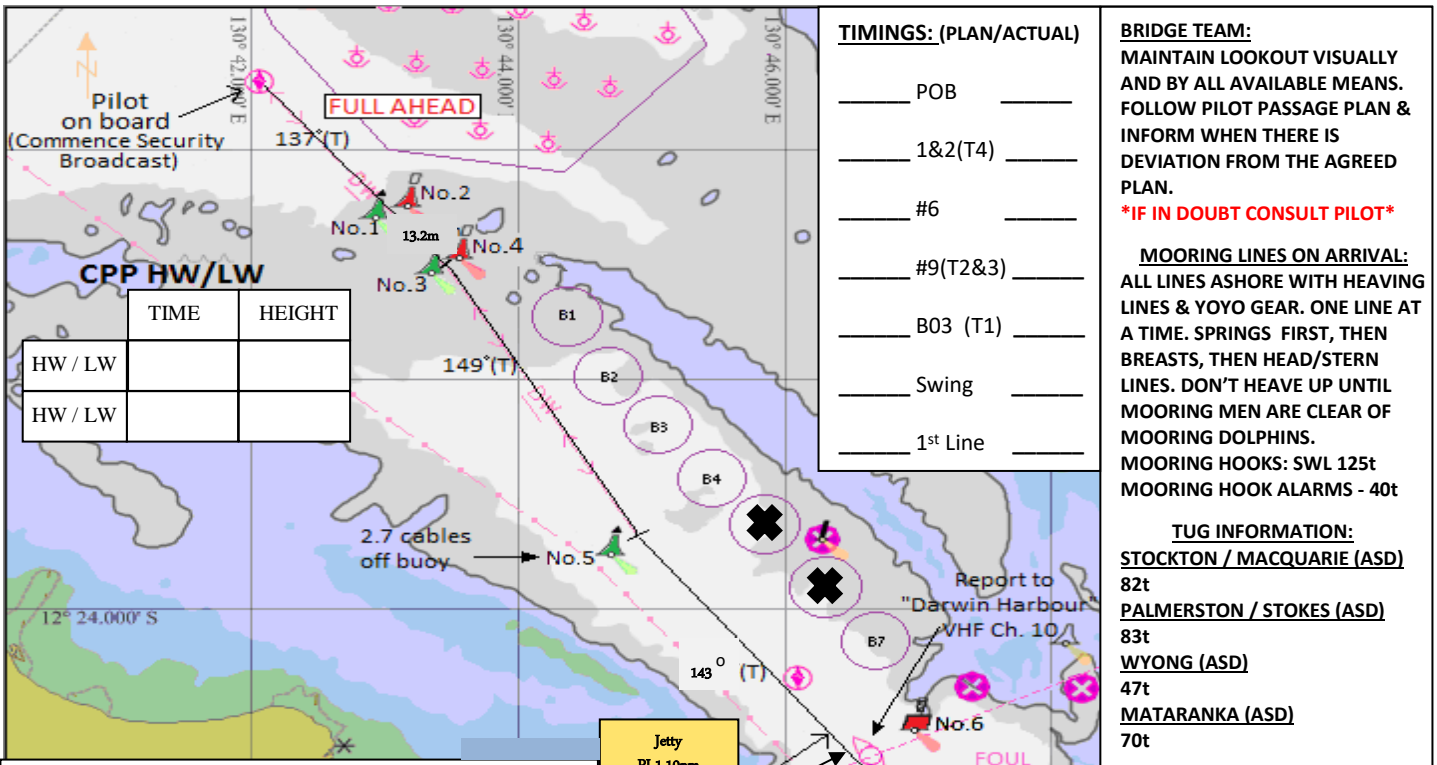 130° 42.000' E
130° 44.000'
130° 46.000'
N
Pilot
on board
(Commence Security
Broadcast)
FULL AHEAD
137°(T)
DW
No.2
No.1
13.2m
No.4
No.3
CPP HW/LW
TIME HEIGHT
HW / LW
HW / LW
B1
149°(T)
B2
DW
B3
B4
2.7 cables
off buoy
No.5
12° 24.000' S
Report to
"Darwin Harbour"
VHF Ch. 10
B7
143° (T)
No.6
FOUL
Jetty
TIMINGS: (PLAN/ACTUAL)
______ POB ______
______ 1&2(T4) ______
______ #6 ______
______ #9(T2&3) ______
______ B03 (T1) ______
______ Swing ______
______ 1st Line ______
BRIDGE TEAM:
MAINTAIN LOOKOUT VISUALLY
AND BY ALL AVAILABLE MEANS.
FOLLOW PILOT PASSAGE PLAN &
INFORM WHEN THERE IS
DEVIATION FROM THE AGREED
PLAN.
*IF IN DOUBT CONSULT PILOT*
MOORING LINES ON ARRIVAL:
ALL LINES ASHORE WITH HEAVING
LINES & YOYO GEAR. ONE LINE AT
A TIME. SPRINGS FIRST, THEN
BREASTS, THEN HEAD/STERN
LINES. DON'T HEAVE UP UNTIL
MOORING MEN ARE CLEAR OF
MOORING DOLPHINS.
MOORING HOOKS: SWL 125t
MOORING HOOK ALARMS - 40t
TUG INFORMATION:
STOCKTON / MACQUARIE (ASD)
82t
PALMERSTON / STOKES (ASD)
83t
WYONG (ASD)
47t
MATARANKA (ASD)
70t